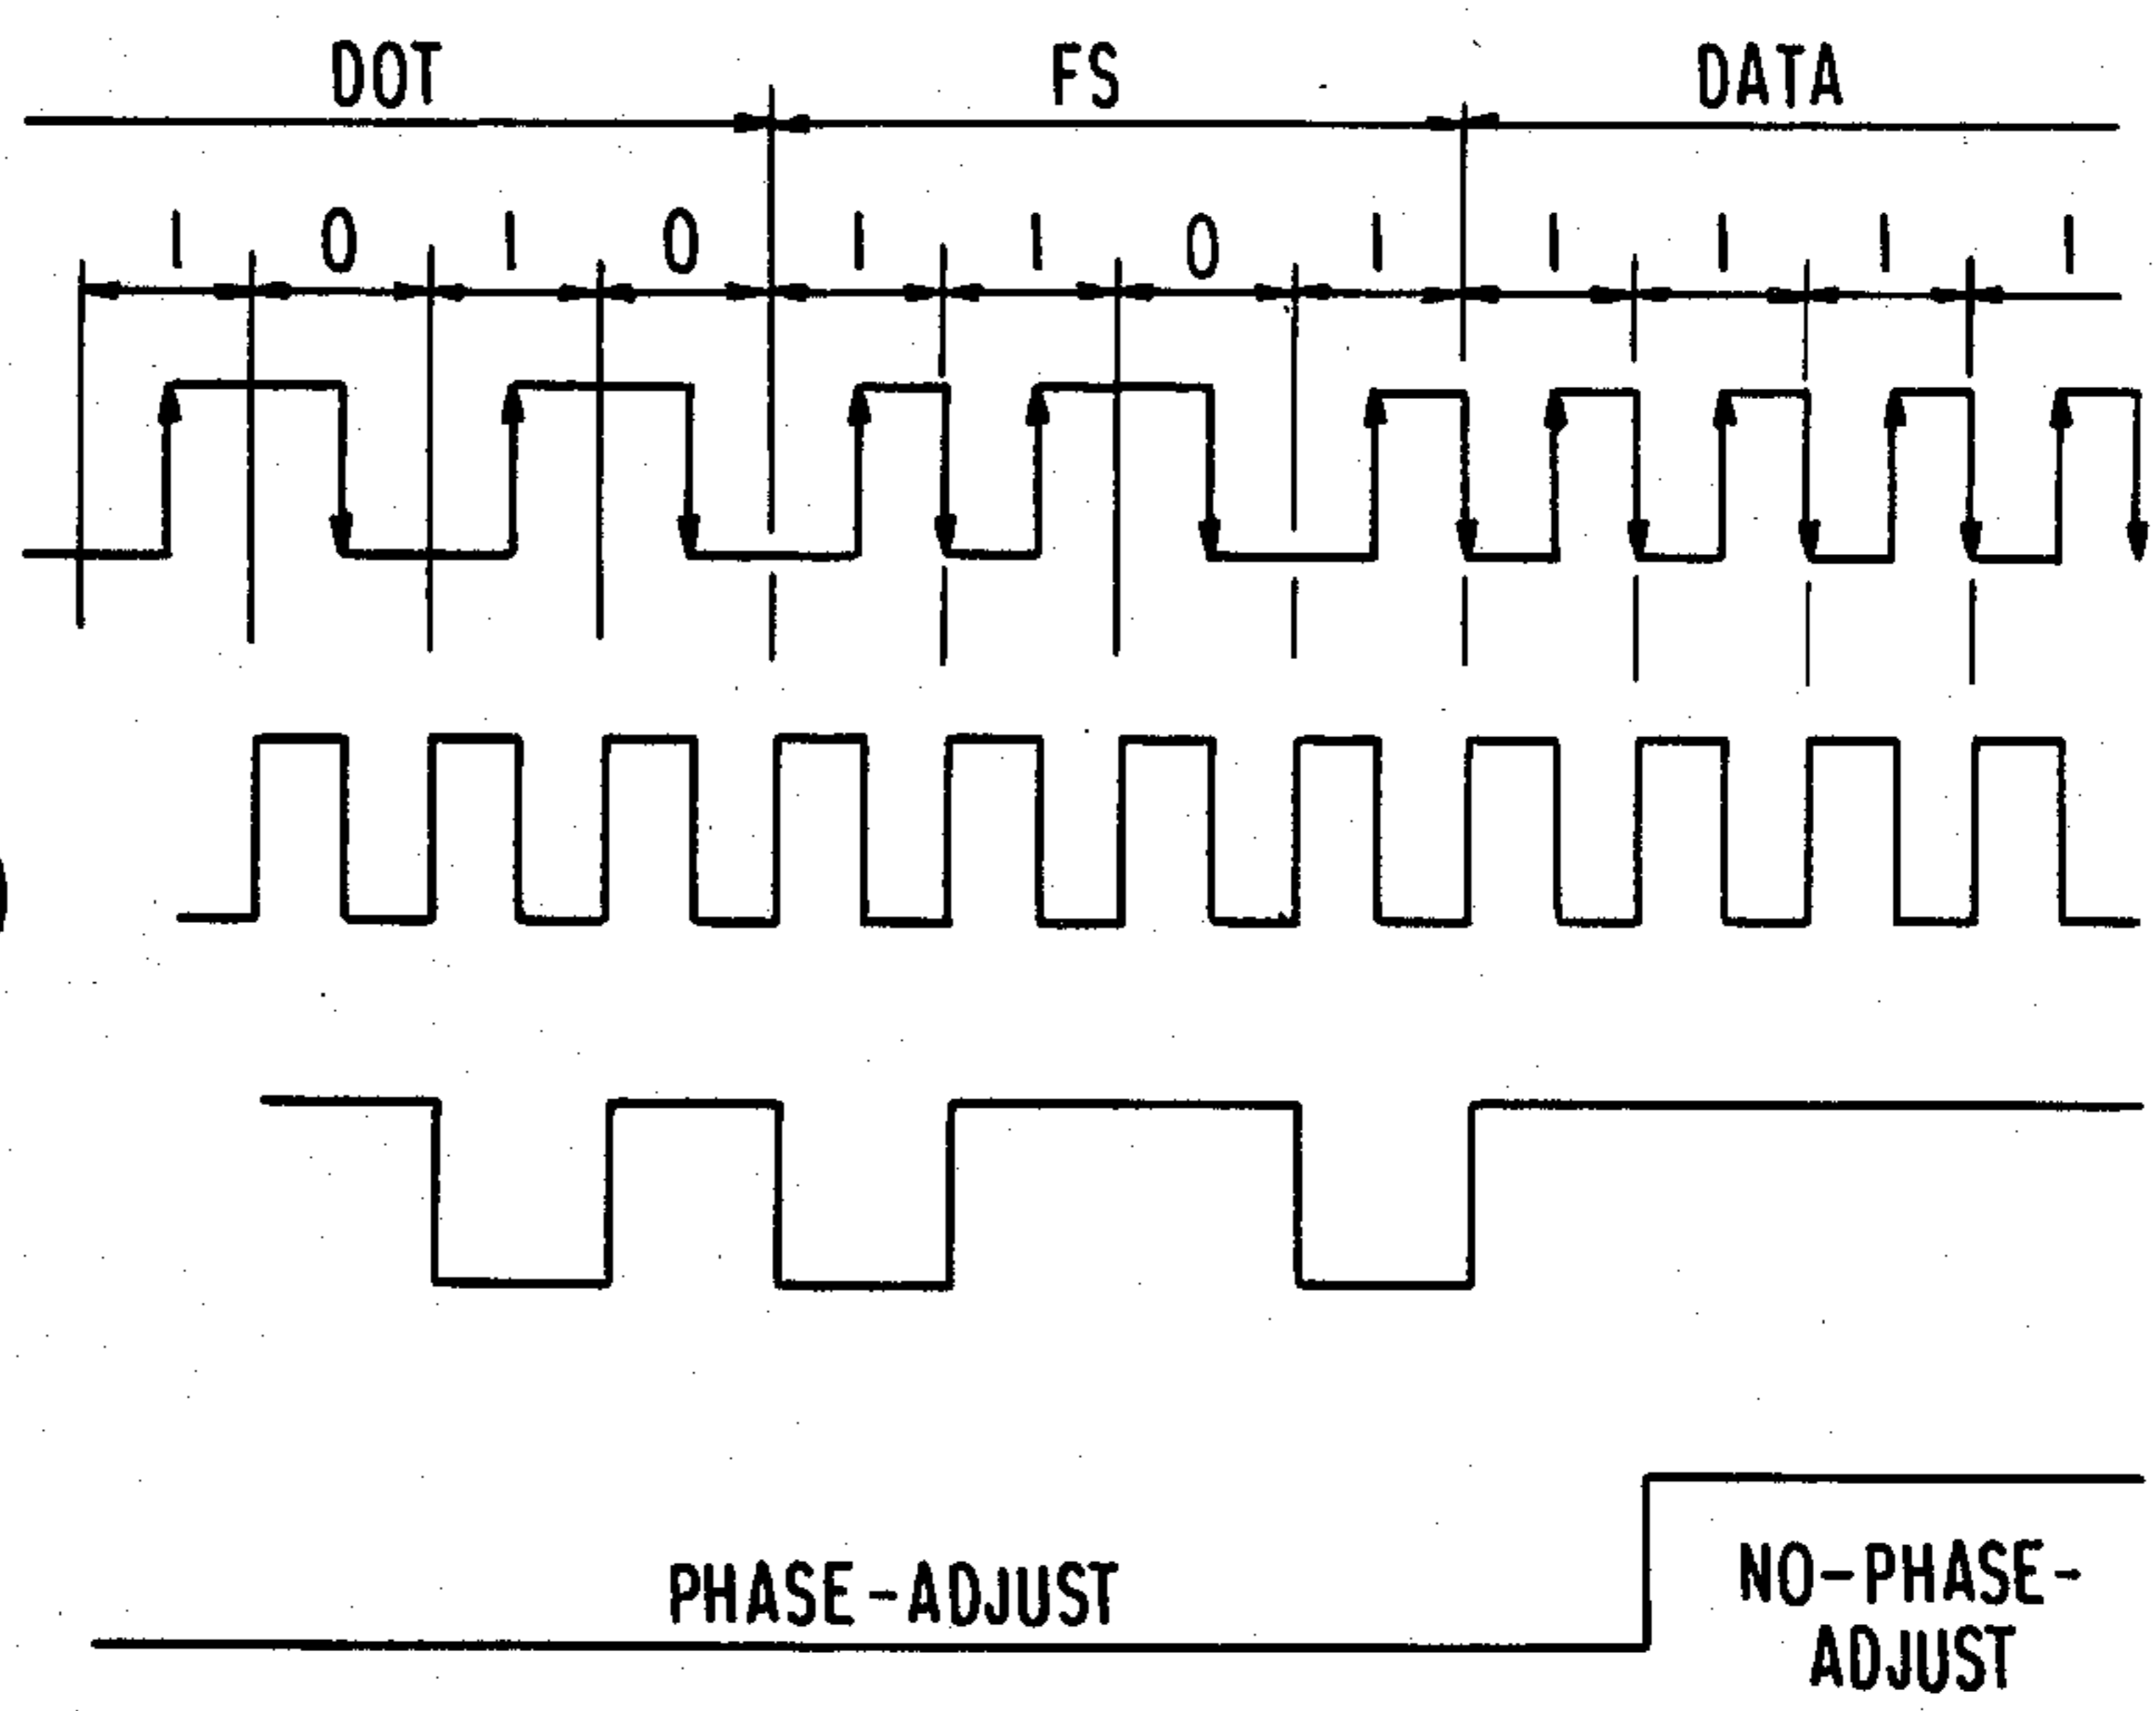 DOT FS DATA
1 0 1 0 1 1 0 1 1 1 1 1
PHASE-ADJUST
NO-PHASE-
ADJUST